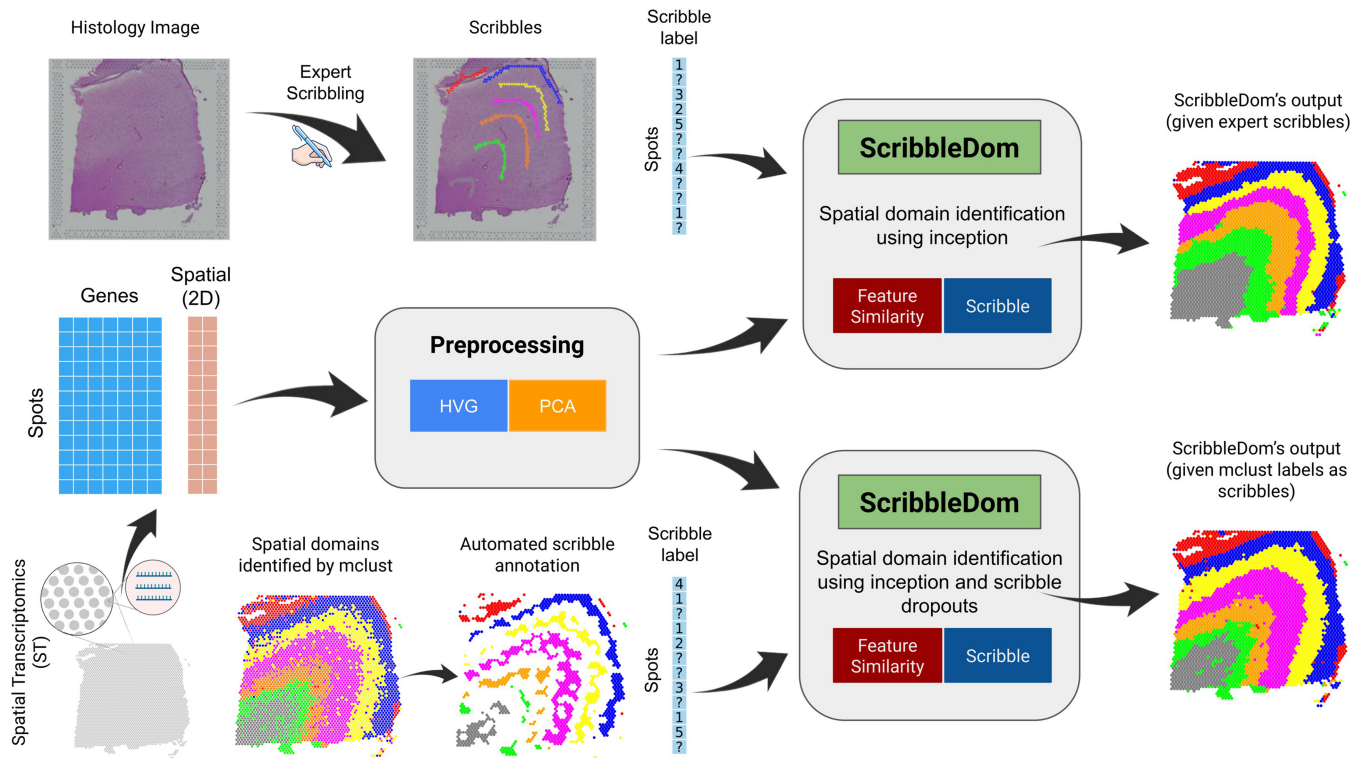 Histology Image
Expert
Scribbling
Scribbles
Scribble
label
Spots
1
?
3
2
5
?
?
4
?
?
1
?
ScribbleDom
Spatial domain identification
using inception
Feature
Similarity
Scribble
ScribbleDom's output
(given expert scribbles)
Genes
Spatial
(2D)
Spots
Preprocessing
HVG
PCA
Spatial Transcriptomics
(ST)
Spatial domains
identified by mclust
Automated scribble
annotation
Scribble
label
Spots
4
1
?
1
2
?
?
3
?
1
5
?
ScribbleDom
Spatial domain identification
using inception and scribble
dropouts
Feature
Similarity
Scribble
ScribbleDom's output
(given mclust labels as
scribbles)